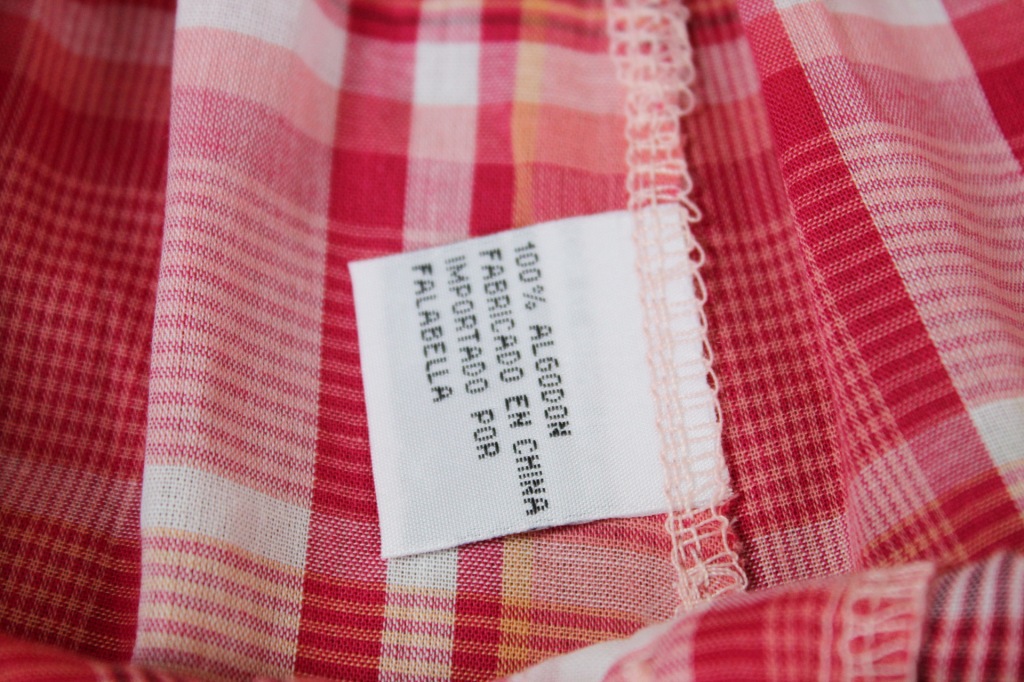 100% ALGODON
FABRICADO EN CHINA
IMPORTADO POR
FALABELLA